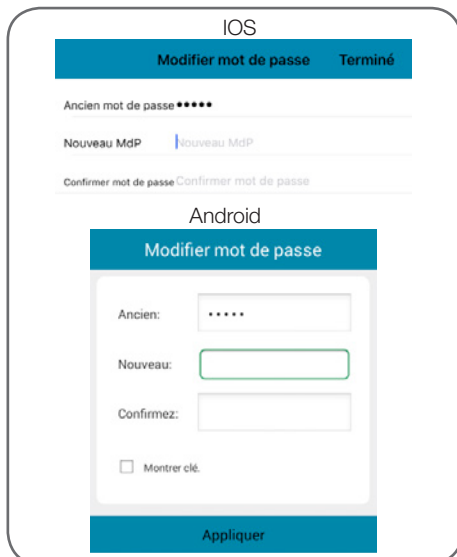 IOS
Modifier mot de passe Terminé
Ancien mot de passe •••••
Nouveau MdP Nouveau MdP
Confirmer mot de passe Confirmer mot de passe
Android
Modifier mot de passe
Ancien: •••••
Nouveau:
Confirmez:
Montrer clé.
Appliquer